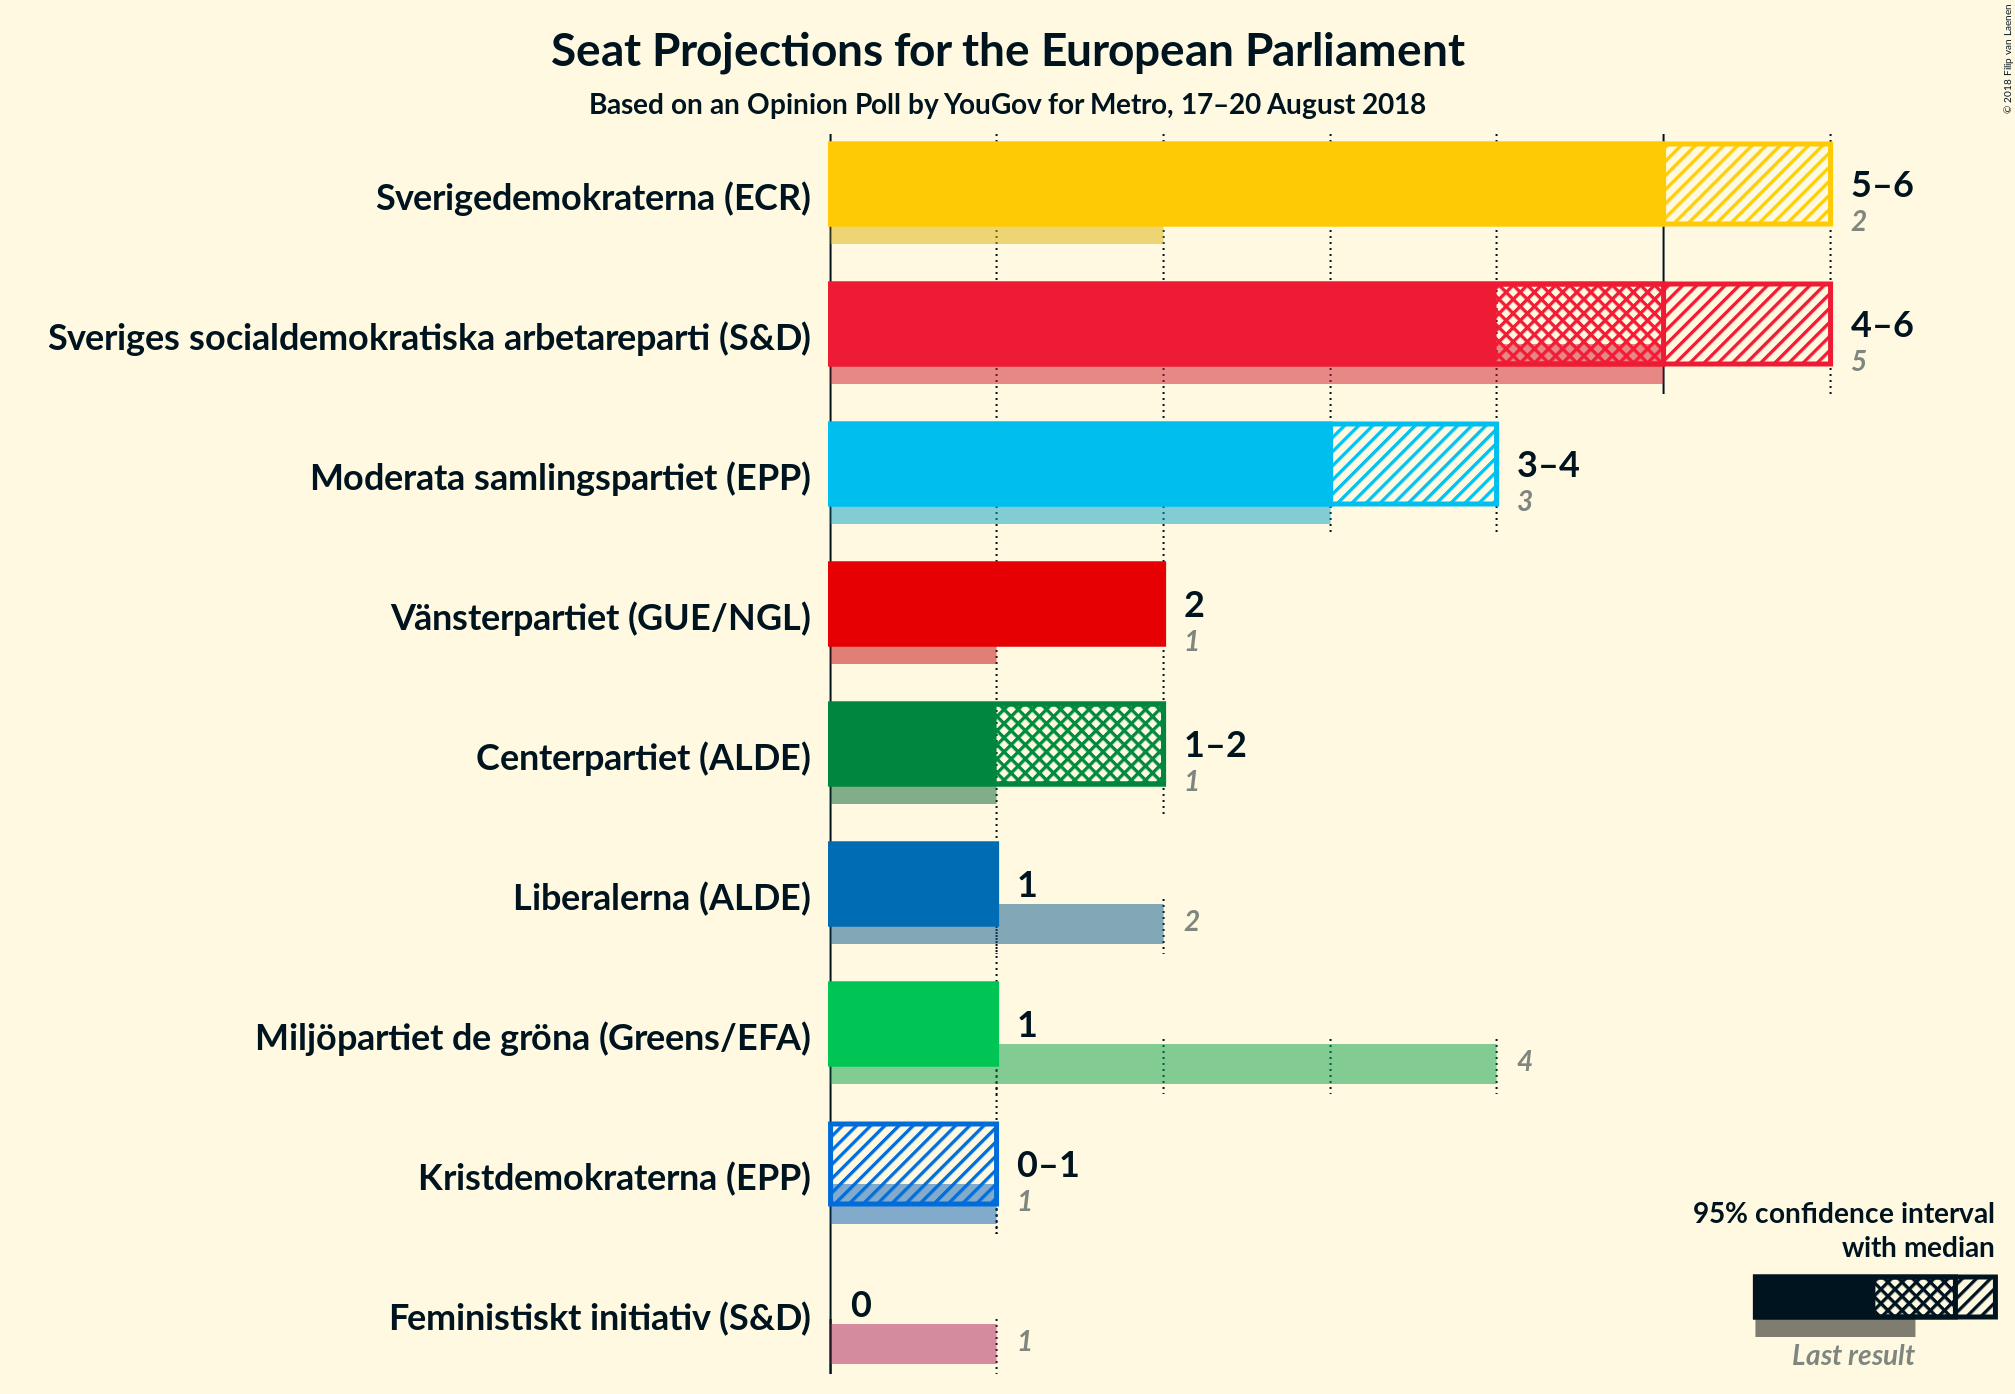 Seat Projections for the European Parliament
Based on an Opinion Poll by YouGov for Metro, 17–20 August 2018
© 2018 Filip van Laenen
Sverigedemokraterna (ECR)
5–6
2
Sveriges socialdemokratiska arbetareparti (S&D)
4–6
5
Moderata samlingspartiet (EPP)
3–4
3
Vänsterpartiet (GUE/NGL)
2
1
Centerpartiet (ALDE)
1–2
1
Liberalerna (ALDE)
1
2
Miljöpartiet de gröna (Greens/EFA)
1
4
Kristdemokraterna (EPP)
0–1
1
Feministiskt initiativ (S&D)
0
1
95% confidence interval
with median
Last result